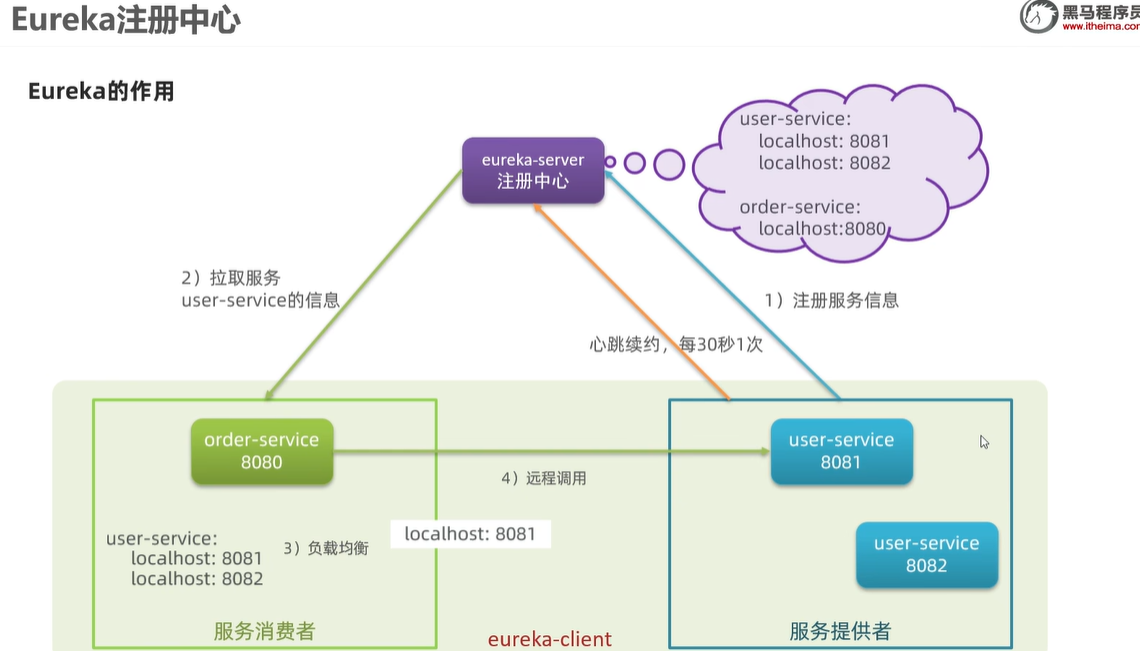 Eureka注册中心
黑马程序员
www.itheima.com
Eureka的作用
eureka-server
注册中心
user-service:
localhost: 8081
localhost: 8082
order-service:
localhost:8080
2）拉取服务
user-service的信息
1）注册服务信息
心跳续约，每30秒1次
order-service
8080
user-service
8081
4）远程调用
user-service:
localhost: 8081
localhost: 8082
3）负载均衡
localhost: 8081
user-service
8082
服务消费者
eureka-client
服务提供者